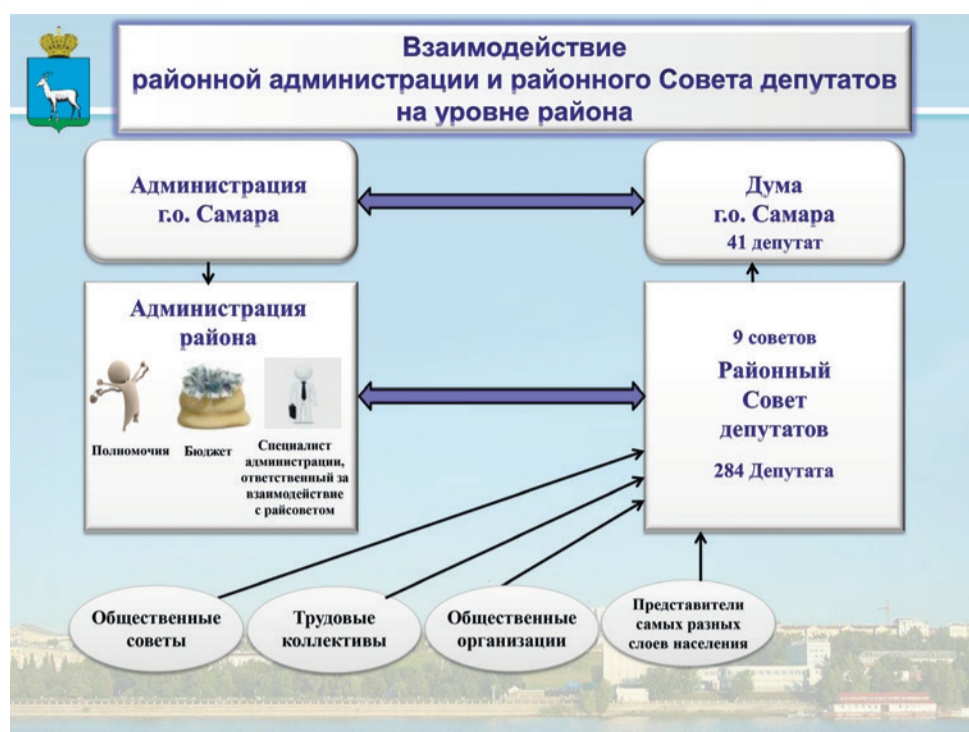 Взаимодействие
районной администрации и районного Совета депутатов
на уровне района
Администрация
г.о. Самара
Дума
г.о. Самара
41 депутат
Администрация
района
Полномочия
Бюджет
Специалист
администрации,
ответственный за
взаимодействие
с райсоветом
9 советов
Районный
Совет
депутатов
284 Депутата
Общественные
советы
Трудовые
коллективы
Общественные
организации
Представители
самых разных
слоев населения